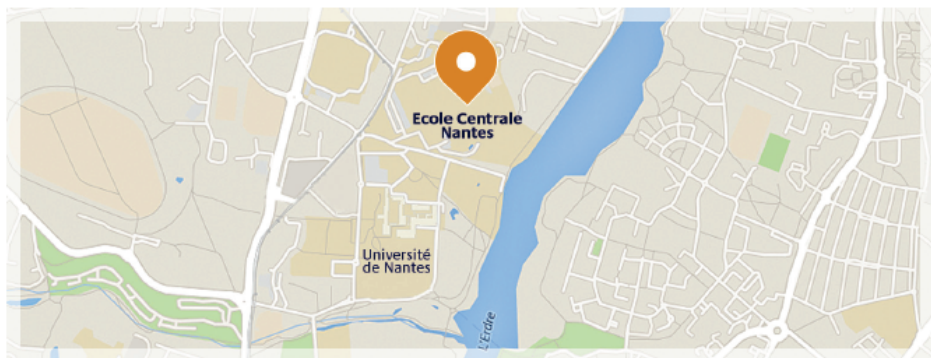 Ecole Centrale
Nantes
Université
de Nantes
L'Erdre